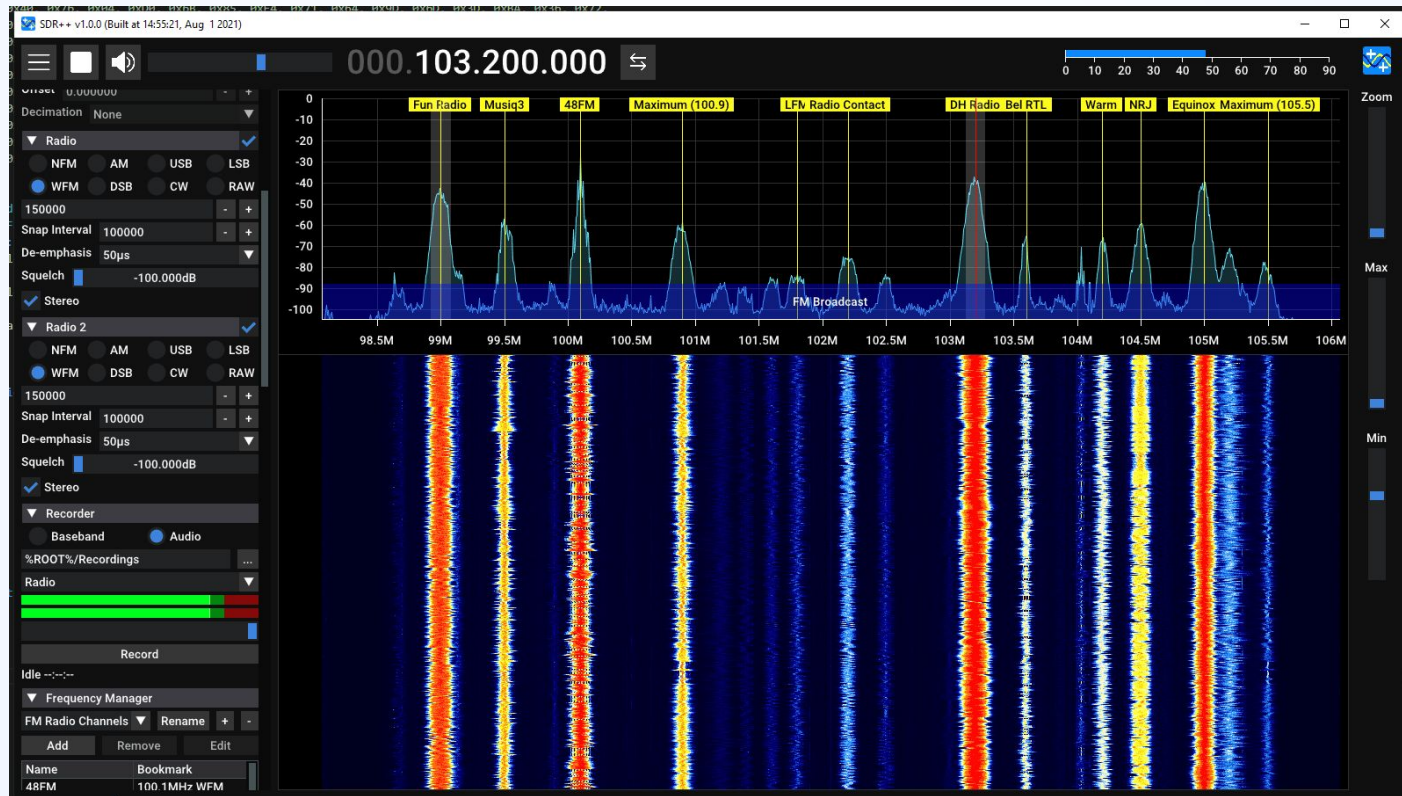 SDR++ v1.0.0 (Built at 14:55:21, Aug 1 2021)
000.103.200.000
0 10 20 30 40 50 60 70 80 90
Offset 0.000000 - +
Decimation None
Radio
NFM AM USB LSB
WFM DSB CW RAW
150000 - +
Snap Interval 100000 - +
De-emphasis 50µs
Squelch -100.000dB
Stereo
Radio 2
NFM AM USB LSB
WFM DSB CW RAW
150000 - +
Snap Interval 100000 - +
De-emphasis 50µs
Squelch -100.000dB
Stereo
Recorder
Baseband Audio
%ROOT%/Recordings ...
Radio
Record
Idle --:--:--
Frequency Manager
FM Radio Channels Rename + -
Add Remove Edit
Name Bookmark
48FM 100.1MHz WFM
Fun Radio Musiq3 48FM Maximum (100.9) LFM Radio Contact DH Radio Bel RTL Warm NRJ Equinox Maximum (105.5)
0
-10
-20
-30
-40
-50
-60
-70
-80
-90
-100
FM Broadcast
98.5M 99M 99.5M 100M 100.5M 101M 101.5M 102M 102.5M 103M 103.5M 104M 104.5M 105M 105.5M 106M
Zoom
Max
Min